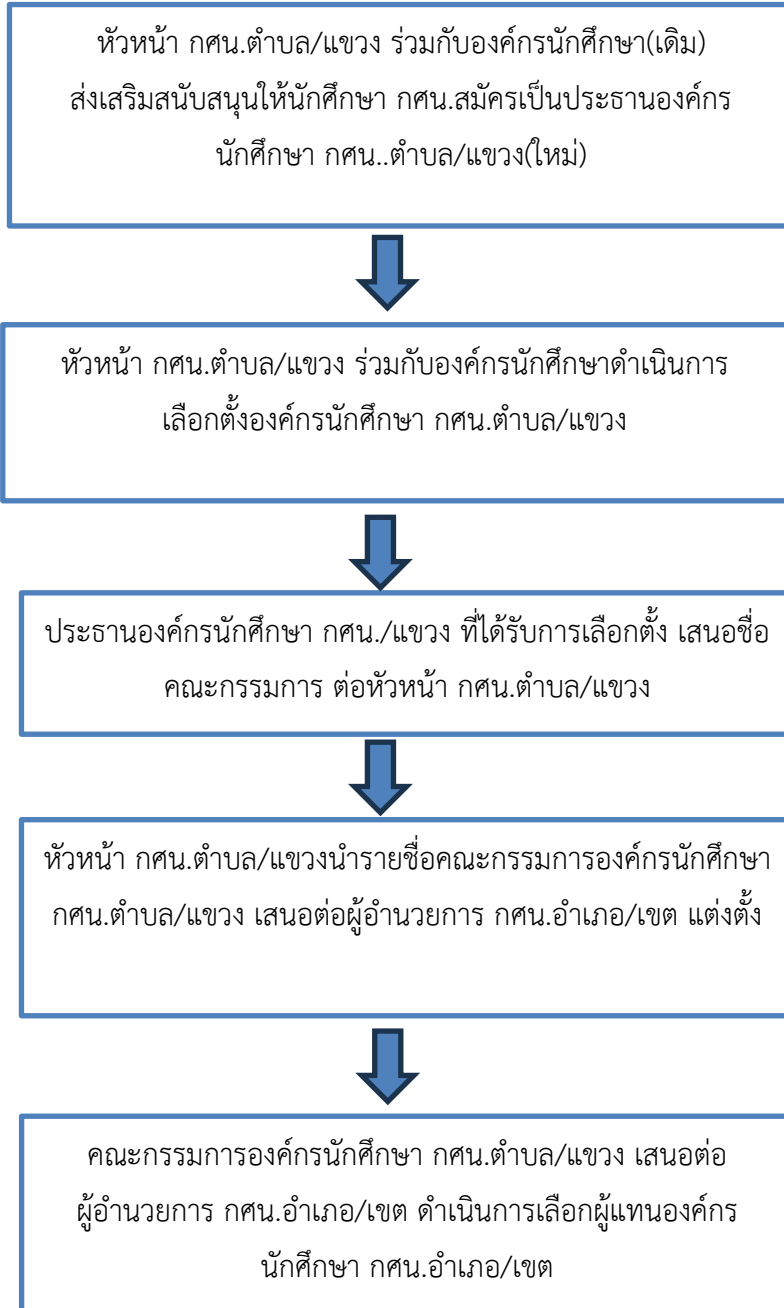 หัวหน้า กศน.ตำบล/แขวง ร่วมกับองค์กรนักศึกษา(เดิม)
ส่งเสริมสนับสนุนให้นักศึกษา กศน.สมัครเป็นประธานองค์กร
นักศึกษา กศน..ตำบล/แขวง(ใหม่)
หัวหน้า กศน.ตำบล/แขวง ร่วมกับองค์กรนักศึกษาดำเนินการ
เลือกตั้งองค์กรนักศึกษา กศน.ตำบล/แขวง
ประธานองค์กรนักศึกษา กศน./แขวง ที่ได้รับการเลือกตั้ง เสนอชื่อ
คณะกรรมการ ต่อหัวหน้า กศน.ตำบล/แขวง
หัวหน้า กศน.ตำบล/แขวงนำรายชื่อคณะกรรมการองค์กรนักศึกษา
กศน.ตำบล/แขวง เสนอต่อผู้อำนวยการ กศน.อำเภอ/เขต แต่งตั้ง
คณะกรรมการองค์กรนักศึกษา กศน.ตำบล/แขวง เสนอต่อ
ผู้อำนวยการ กศน.อำเภอ/เขต ดำเนินการเลือกผู้แทนองค์กร
นักศึกษา กศน.อำเภอ/เขต